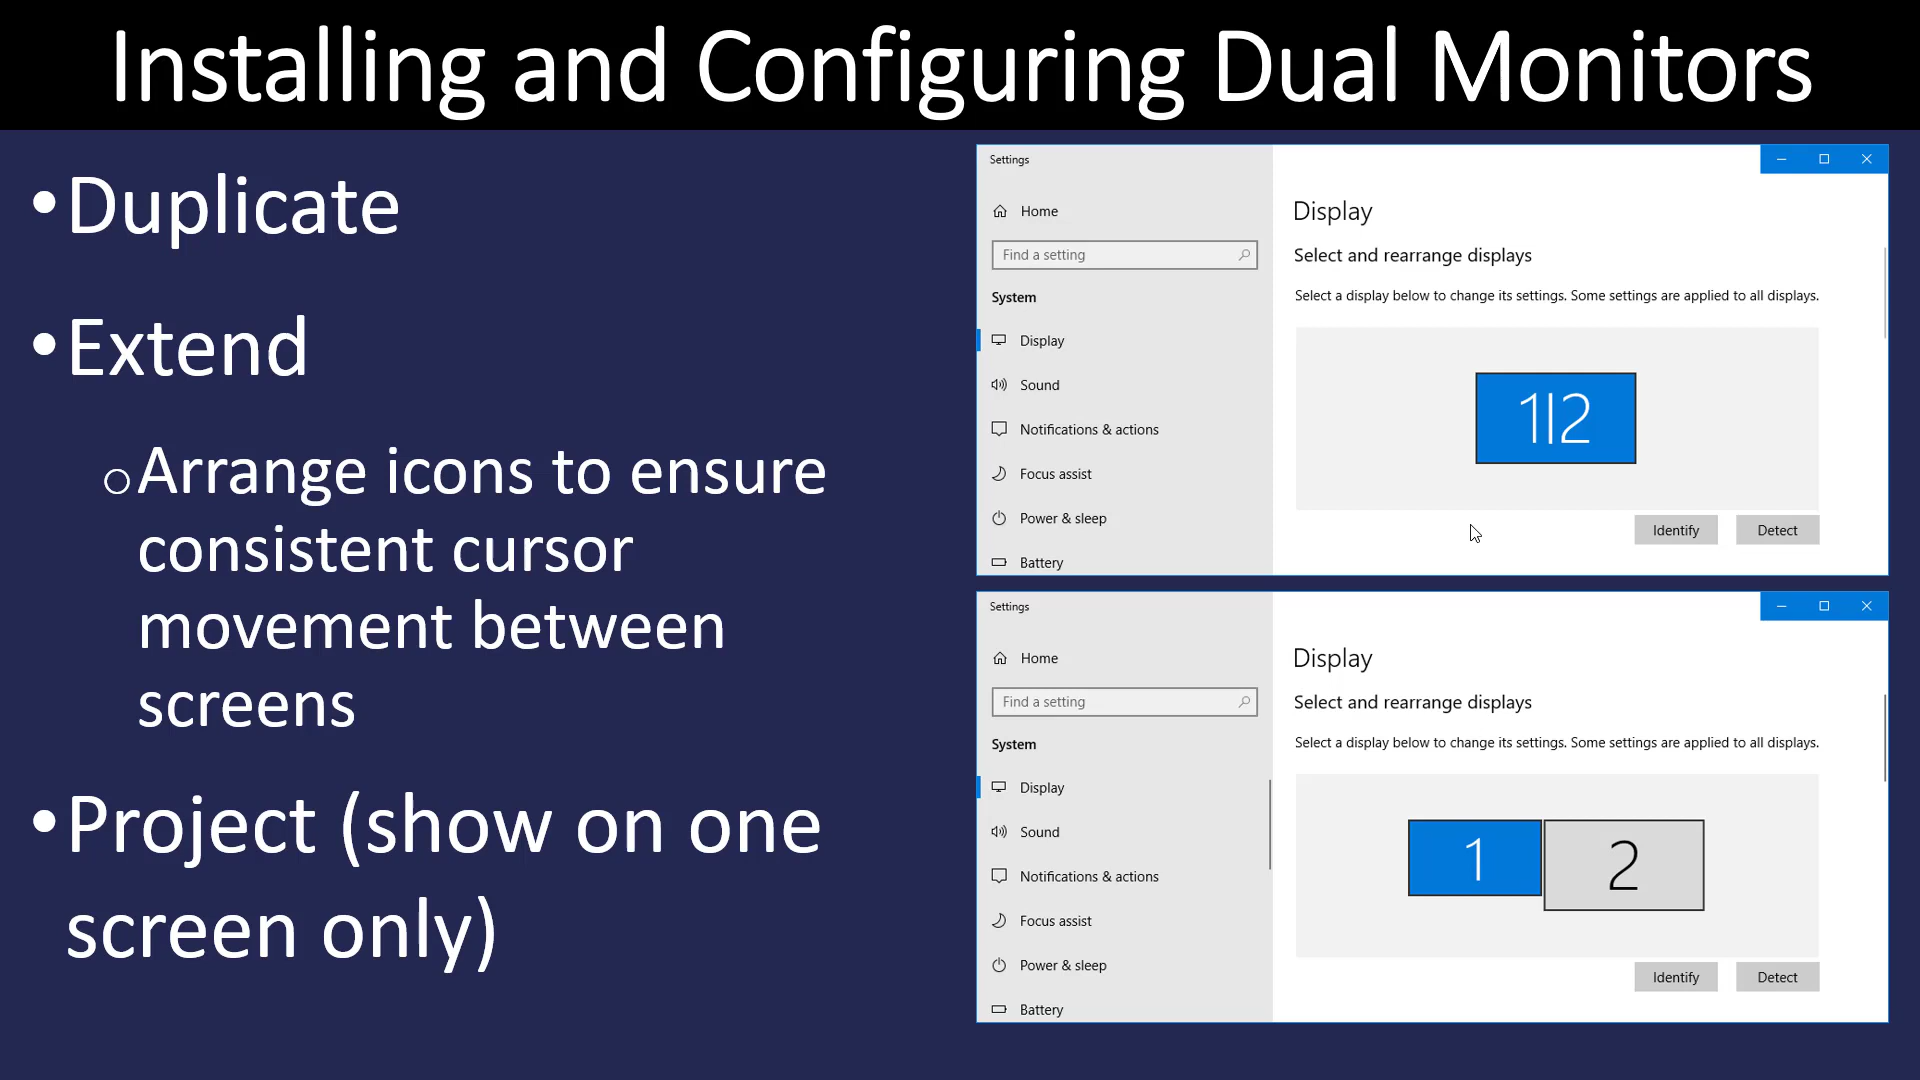 Installing and Configuring Dual Monitors
•Duplicate
•Extend
oArrange icons to ensure
consistent cursor
movement between
screens
•Project (show on one
screen only)
Settings
Home
Find a setting
System
Display
Sound
Notifications & actions
Focus assist
Power & sleep
Battery
Display
Select and rearrange displays
Select a display below to change its settings. Some settings are applied to all displays.
1|2
Identify
Detect
Settings
Home
Find a setting
System
Display
Sound
Notifications & actions
Focus assist
Power & sleep
Battery
Display
Select and rearrange displays
Select a display below to change its settings. Some settings are applied to all displays.
1
2
Identify
Detect